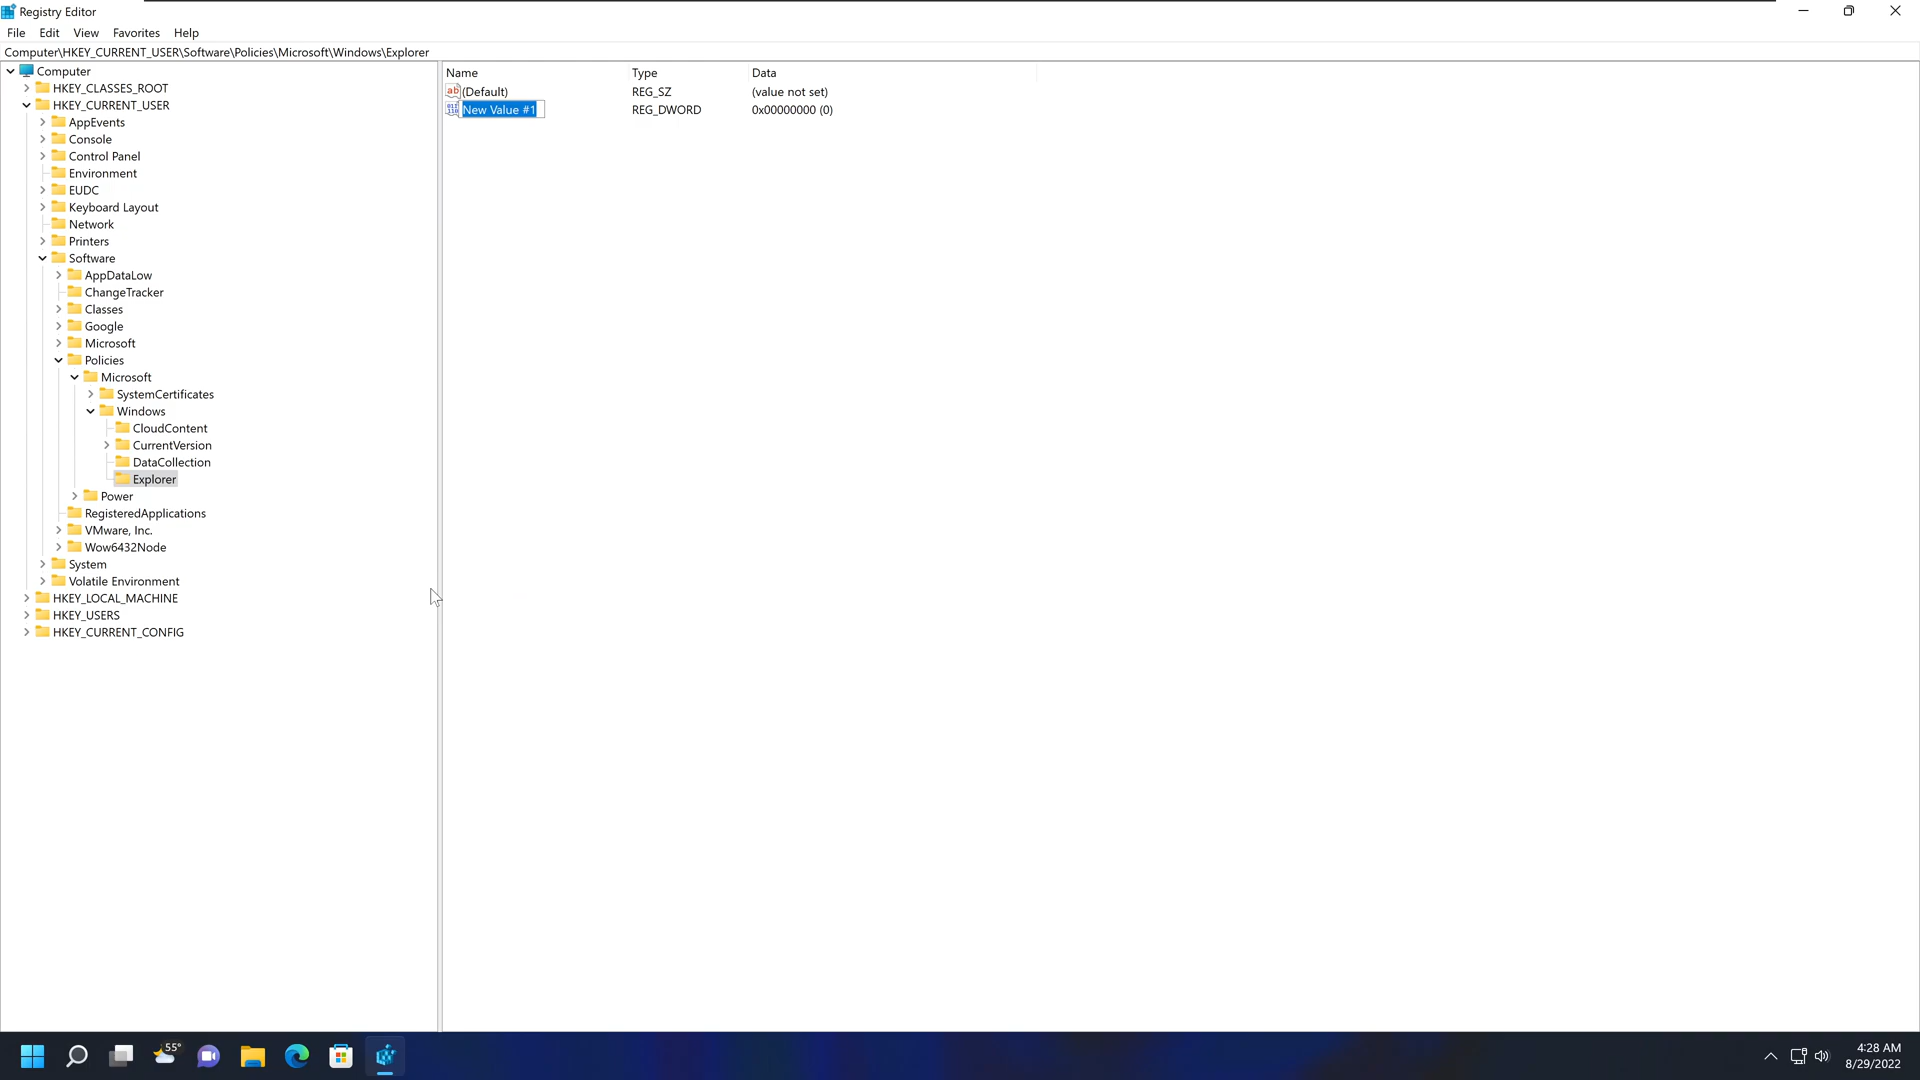 Registry Editor
File Edit View Favorites Help
Computer\HKEY_CURRENT_USER\Software\Policies\Microsoft\Windows\Explorer
Computer
HKEY_CLASSES_ROOT
HKEY_CURRENT_USER
AppEvents
Console
Control Panel
Environment
EUDC
Keyboard Layout
Network
Printers
Software
AppDataLow
ChangeTracker
Classes
Google
Microsoft
Policies
Microsoft
SystemCertificates
Windows
CloudContent
CurrentVersion
DataCollection
Explorer
Power
RegisteredApplications
VMware, Inc.
Wow6432Node
System
Volatile Environment
HKEY_LOCAL_MACHINE
HKEY_USERS
HKEY_CURRENT_CONFIG
Name Type Data
ab (Default) REG_SZ (value not set)
New Value #1 REG_DWORD 0x00000000 (0)
55°
4:28 AM
8/29/2022